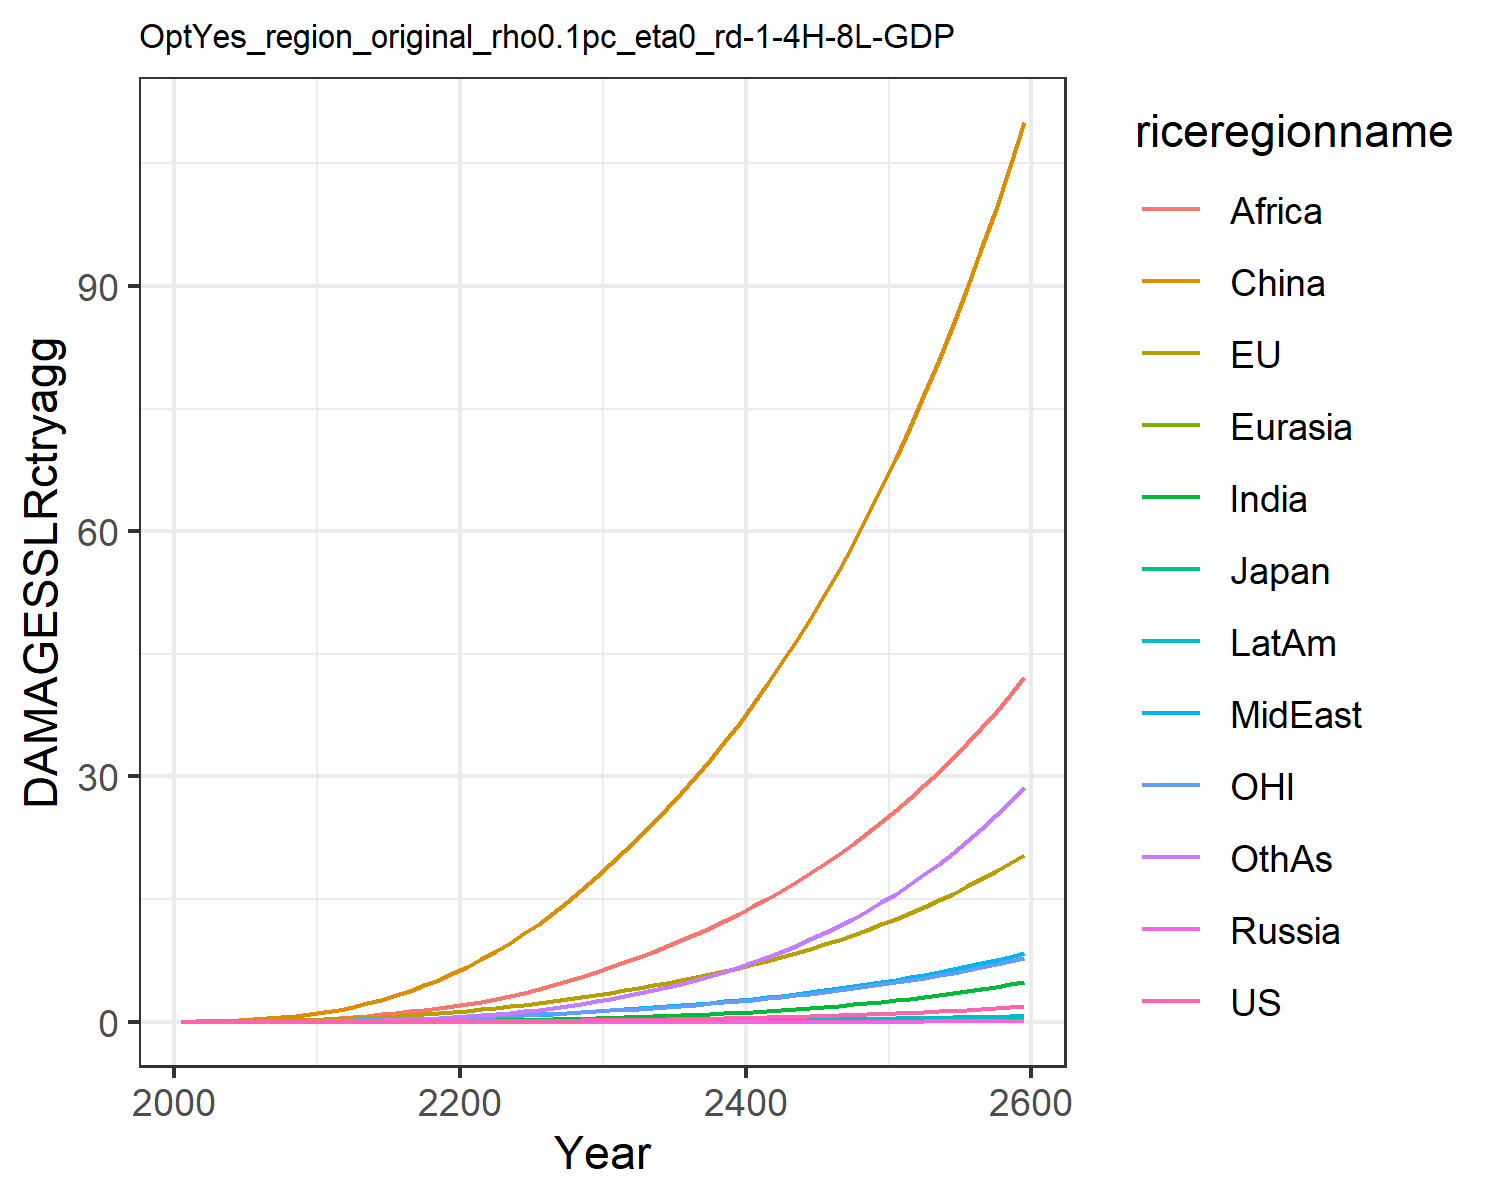 OptYes_region_original_rho0.1pc_eta0_rd-1-4H-8L-GDP
DAMAGESSLRctryagg
90
60
30
0
2000
2200
2400
2600
Year
riceregionname
Africa
China
EU
Eurasia
India
Japan
LatAm
MidEast
OHI
OthAs
Russia
US